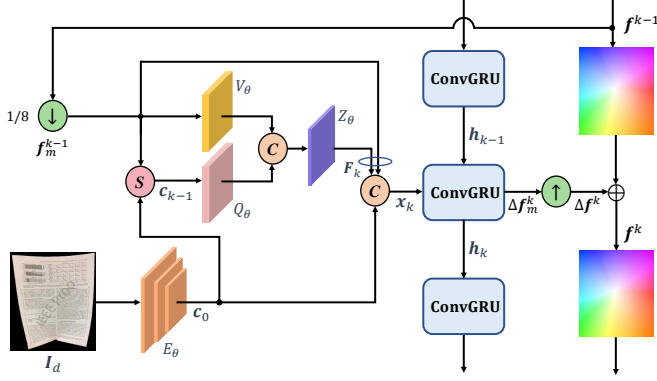 f^{k-1}
V_θ
ConvGRU
1/8
↓
Z_θ
f_m^{k-1}
C
h_{k-1}
F_k
S
c_{k-1}
C
ConvGRU
↑
⊕
x_k
Δf_m^k
Δf^k
Q_θ
h_k
f^k
c_0
ConvGRU
E_θ
I_d